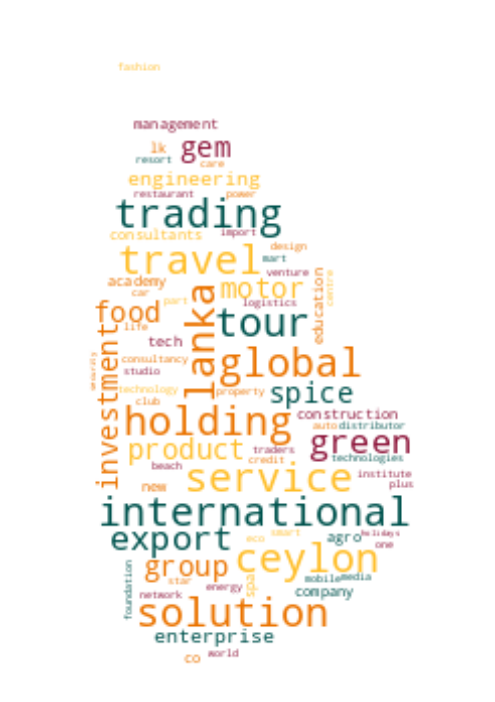 fashion
management
lk gem
resort care
engineering
restaurant power
trading
consultants import
design
travel mart
venture
academy motor education centre
car part logistics
food lanka tour
life
tech
consultancy global
security studio
investment technology property spice
club
holding construction
auto distributor
product traders green
credit technologies
beach service institute
new plus
international
export eco smart agro holidays
one
group ceylon
star mobile media
foundation network energy spa company
solution
enterprise
co world